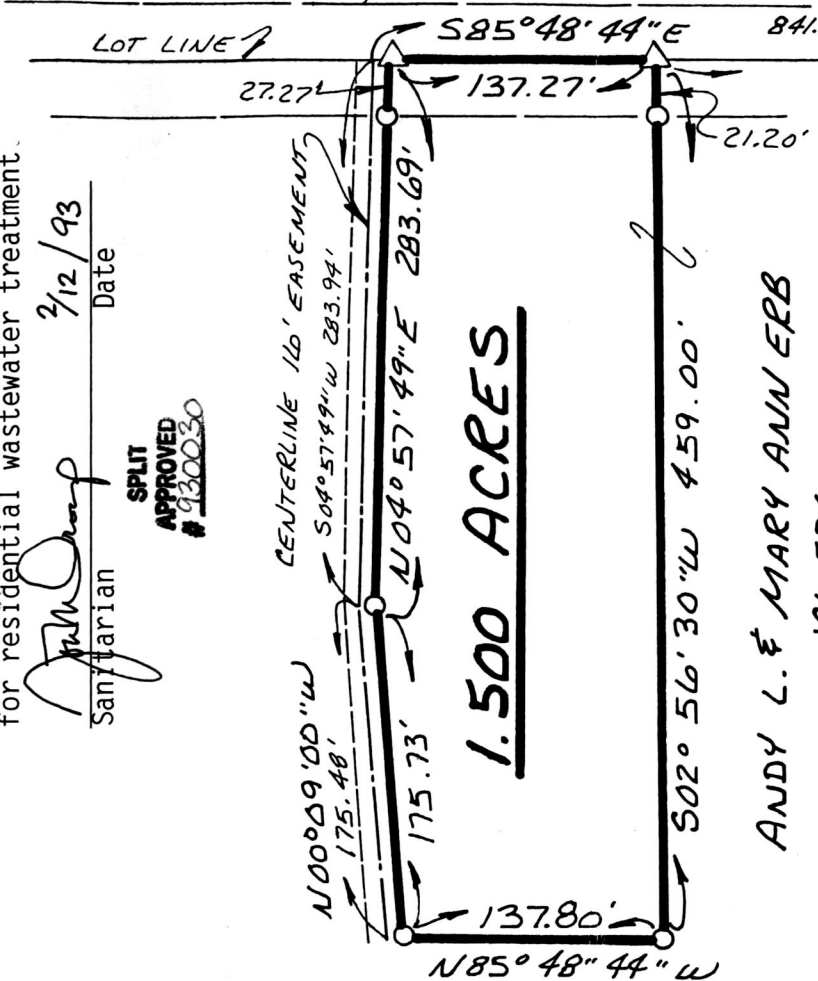 LOT LINE
S85°48'44"E
841.
27.27'
137.27'
21.20'
for residential wastewater treatment.
2/12/93
Sanitarian
Date
SPLIT
APPROVED
# 930030
CENTERLINE 16' EASEMENT
S04°57'49"W 283.94'
N04°57'49"E 283.69'
1.500 ACRES
S02°56'30"W 459.00'
ANDY L. & MARY ANN ERB
N00°09'00"W
175.48'
175.73'
137.80'
N85°48"44"W